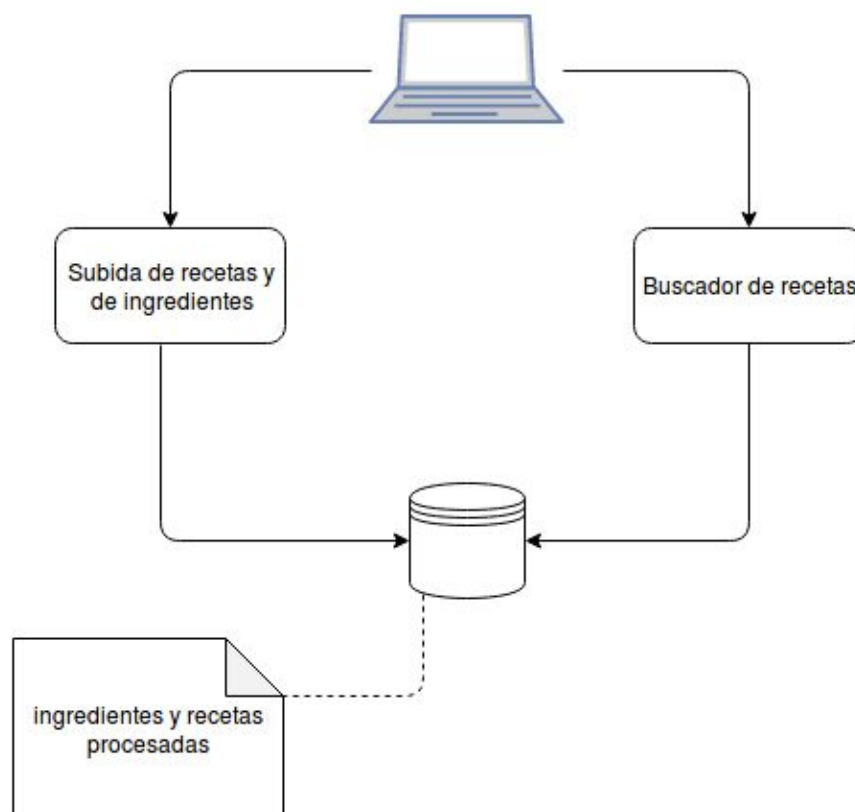 Subida de recetas y
de ingredientes
Buscador de recetas
ingredientes y recetas
procesadas